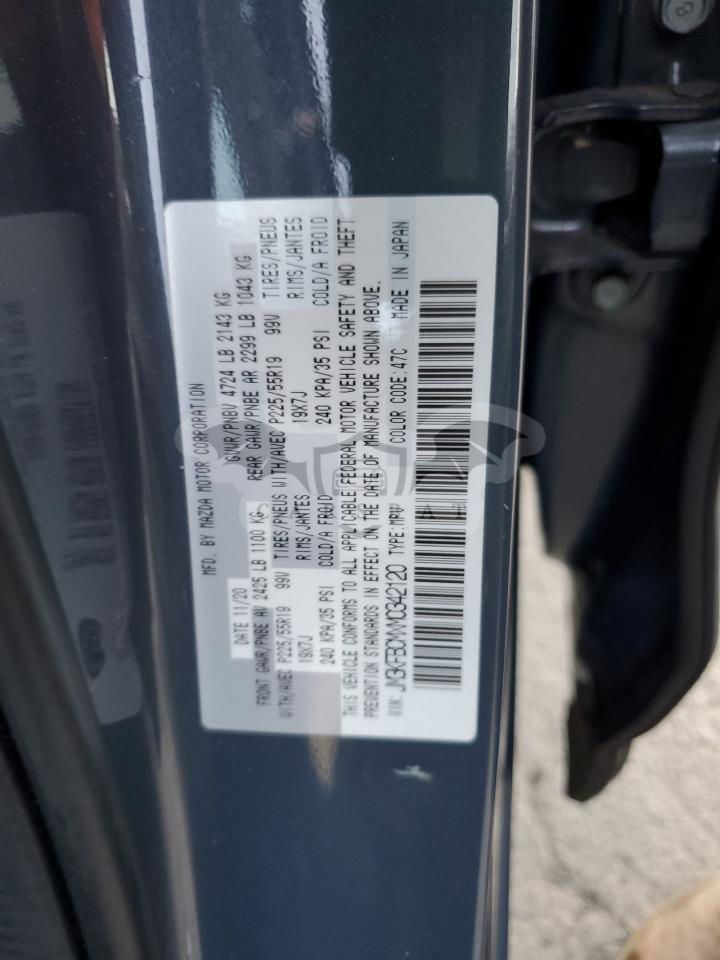 MFD. BY MAZDA MOTOR CORPORATION
DATE 11/20 GVWR/PNBV 4724 LB 2143 KG
FRONT GAWR/PNBE AV 2425 LB 1100 KG REAR GAWR/PNBE AR 2299 LB 1043 KG
WITH/AVEC P225/55R19 99V TIRES/PNEUS WITH/AVEC P225/55R19 99V TIRES/PNEUS
19X7J RIMS/JANTES 19X7J RIMS/JANTES
240 KPA/35 PSI COLD/A FROID 240 KPA/35 PSI COLD/A FROID
THIS VEHICLE CONFORMS TO ALL APPLICABLE FEDERAL MOTOR VEHICLE SAFETY AND THEFT
PREVENTION STANDARDS IN EFFECT ON THE DATE OF MANUFACTURE SHOWN ABOVE.
VIN: JM3KFBCMXM0342120 TYPE:MPV COLOR CODE:47C MADE IN JAPAN